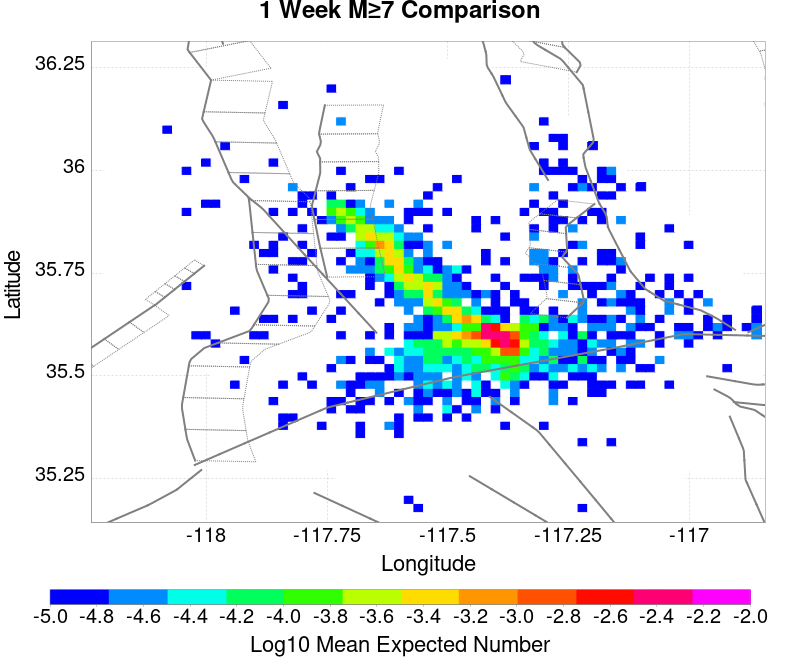 1 Week M≥7 Comparison
36.25
36
35.75
35.5
35.25
Latitude
-118 -117.75 -117.5 -117.25 -117
Longitude
-5.0 -4.8 -4.6 -4.4 -4.2 -4.0 -3.8 -3.6 -3.4 -3.2 -3.0 -2.8 -2.6 -2.4 -2.2 -2.0
Log10 Mean Expected Number